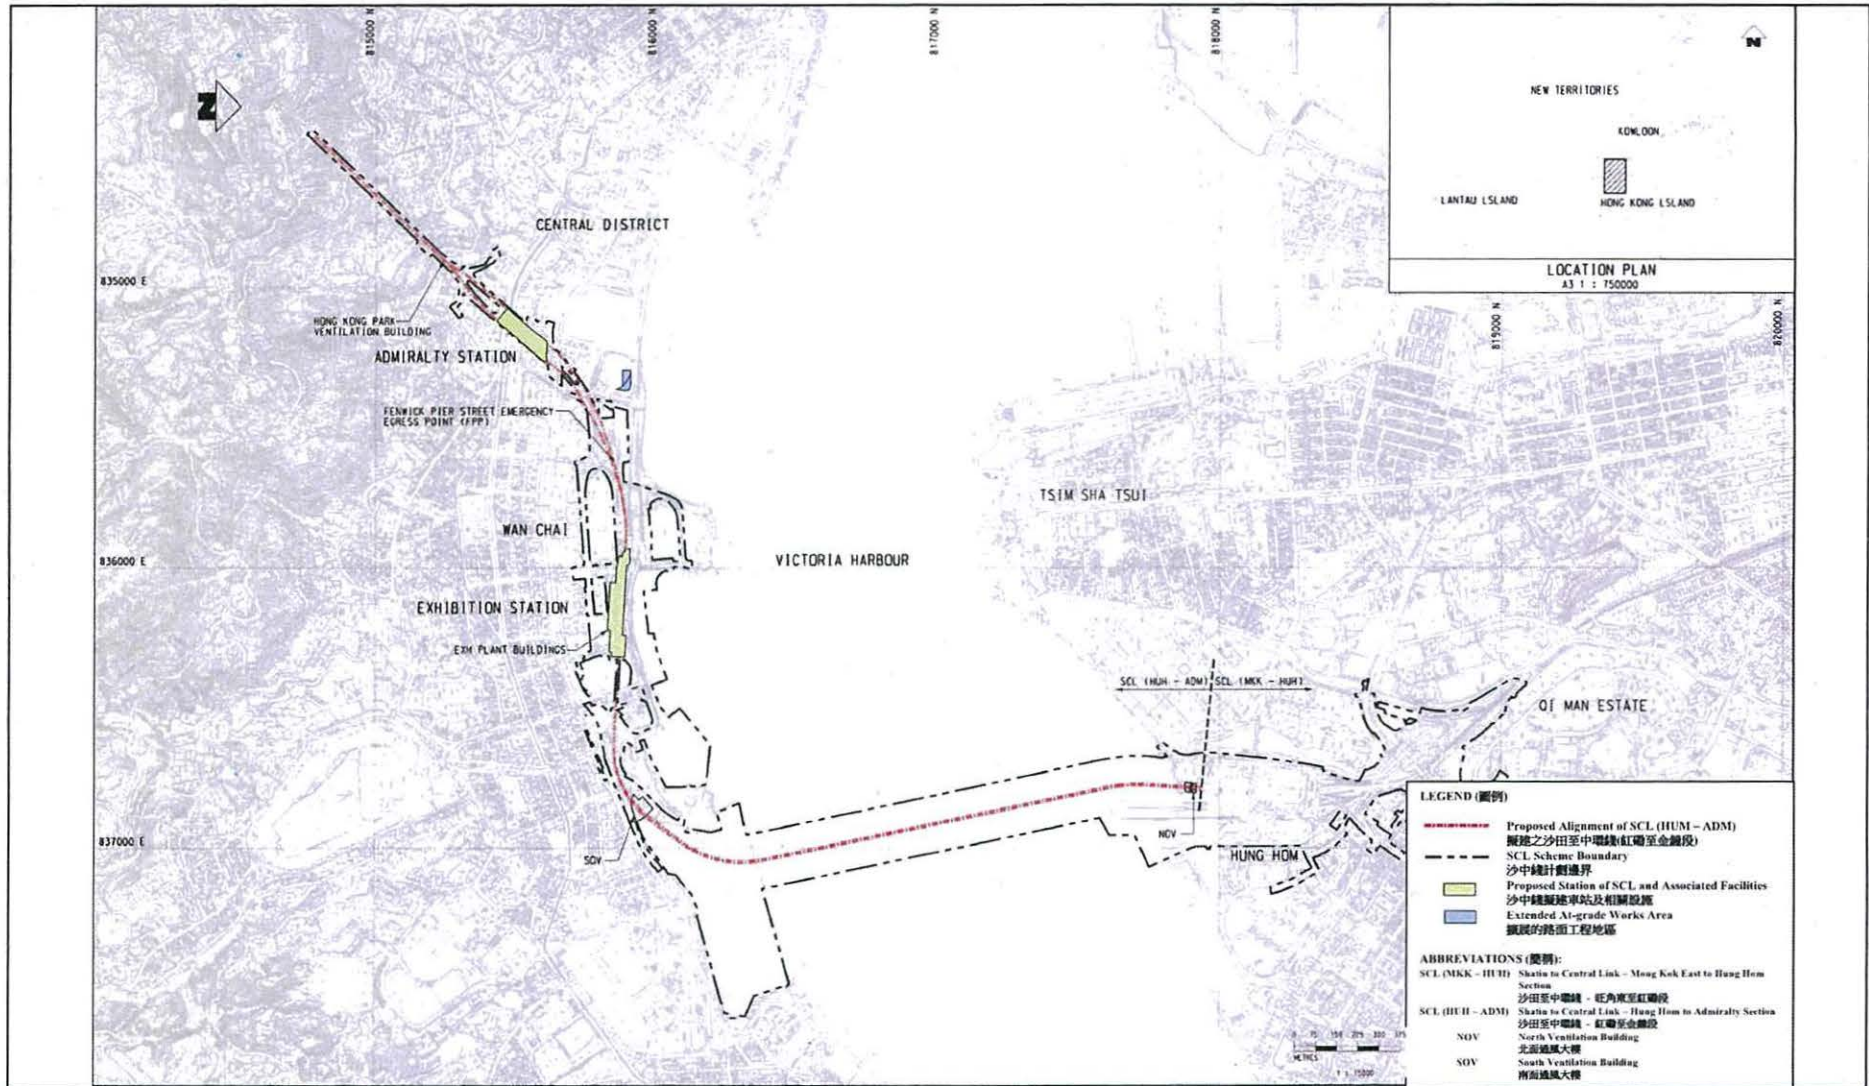 815000 N
816000 N
817000 N
818000 N
N
N
NEW TERRITORIES
KOWLOON
LANTAU LSLAND
HONG KONG LSLAND
LOCATION PLAN
A3 1 : 750000
819000 N
820000 N
CENTRAL DISTRICT
835000 E
HONG KONG PARK
VENTILATION BUILDING
ADMIRALTY STATION
FENWICK PIER STREET EMERGENCY
EGRESS POINT (FPP)
TSIM SHA TSUI
WAN CHAI
VICTORIA HARBOUR
836000 E
EXHIBITION STATION
EXH PLANT BUILDINGS
SCL (HUH - ADM)
SCL (MKK - HUH)
OI MAN ESTATE
837000 E
SOV
NOV
HUNG HOM
LEGEND (圖例)
Proposed Alignment of SCL (HUM – ADM)
擬建之沙田至中環綫(紅磡至金鐘段)
SCL Scheme Boundary
沙中綫計劃邊界
Proposed Station of SCL and Associated Facilities
沙中綫擬建車站及相關設施
Extended At-grade Works Area
擴展的路面工程地區
ABBREVIATIONS (簡稱):
SCL (MKK – HUH) Shatin to Central Link – Mong Kok East to Hung Hom
Section
沙田至中環綫 - 旺角東至紅磡段
SCL (HUH – ADM) Shatin to Central Link – Hung Hom to Admiralty Section
沙田至中環綫 - 紅磡至金鐘段
NOV North Ventilation Building
北面通風大樓
SOV South Ventilation Building
南面通風大樓
0 75 150 225 300 375
METRES
1 : 15000